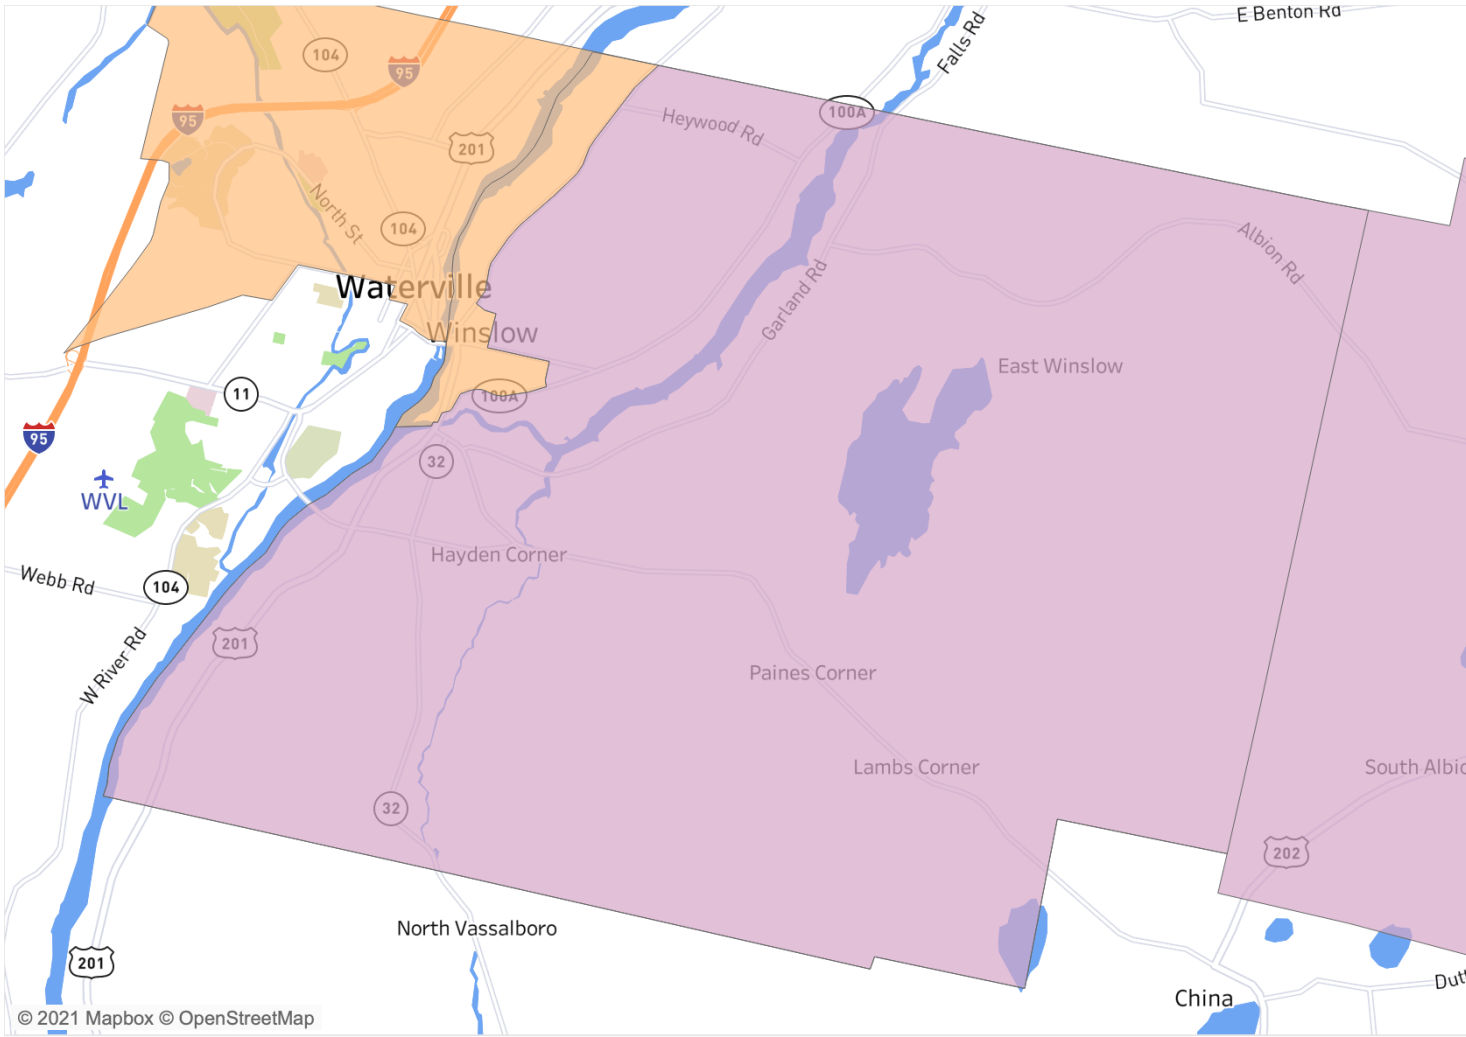 E Benton Rd
Falls Rd
104
95
95
100A
Heywood Rd
201
North St
104
Albion Rd
Garland Rd
Waterville
Winslow
East Winslow
11
100A
95
32
WVL
Hayden Corner
Webb Rd
104
W River Rd
201
Paines Corner
Lambs Corner
South Albio
32
202
North Vassalboro
201
Dutt
China
© 2021 Mapbox © OpenStreetMap